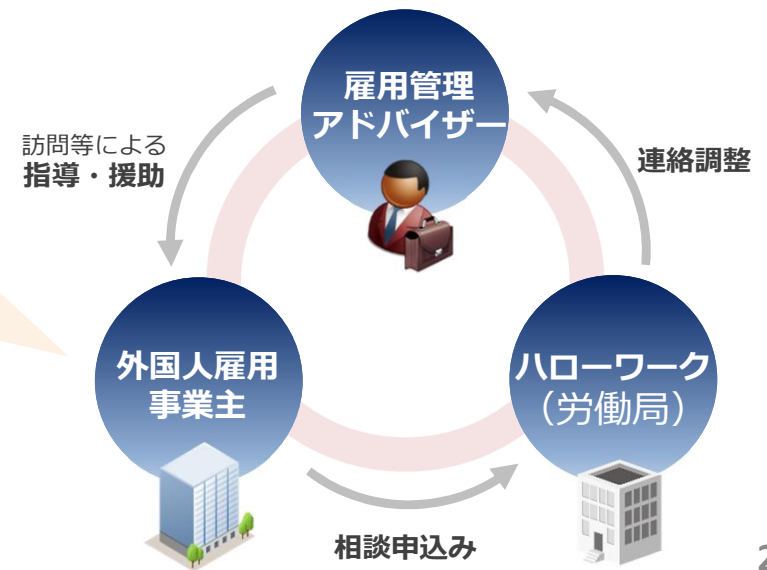 雇用管理
アドバイザー
訪問等による
指導・援助
連絡調整
外国人雇用
事業主
ハローワーク
（労働局）
相談申込み
2